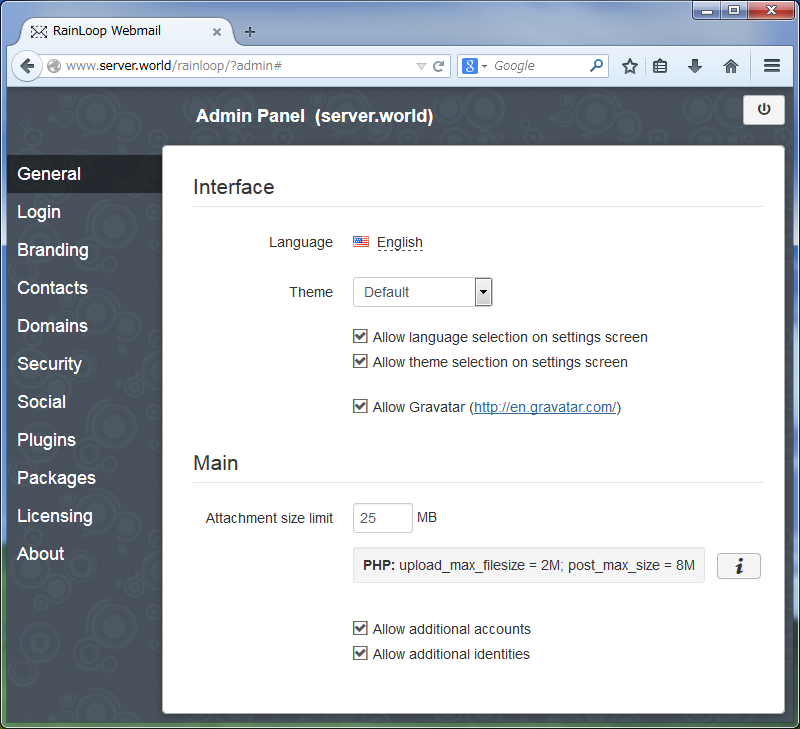 RainLoop Webmail
www.server.world/rainloop/?admin#
Google
Admin Panel (server.world)
General
Login
Branding
Contacts
Domains
Security
Social
Plugins
Packages
Licensing
About
Interface
Language English
Theme Default
Allow language selection on settings screen
Allow theme selection on settings screen
Allow Gravatar (http://en.gravatar.com/)
Main
Attachment size limit 25 MB
PHP: upload_max_filesize = 2M; post_max_size = 8M
i
Allow additional accounts
Allow additional identities